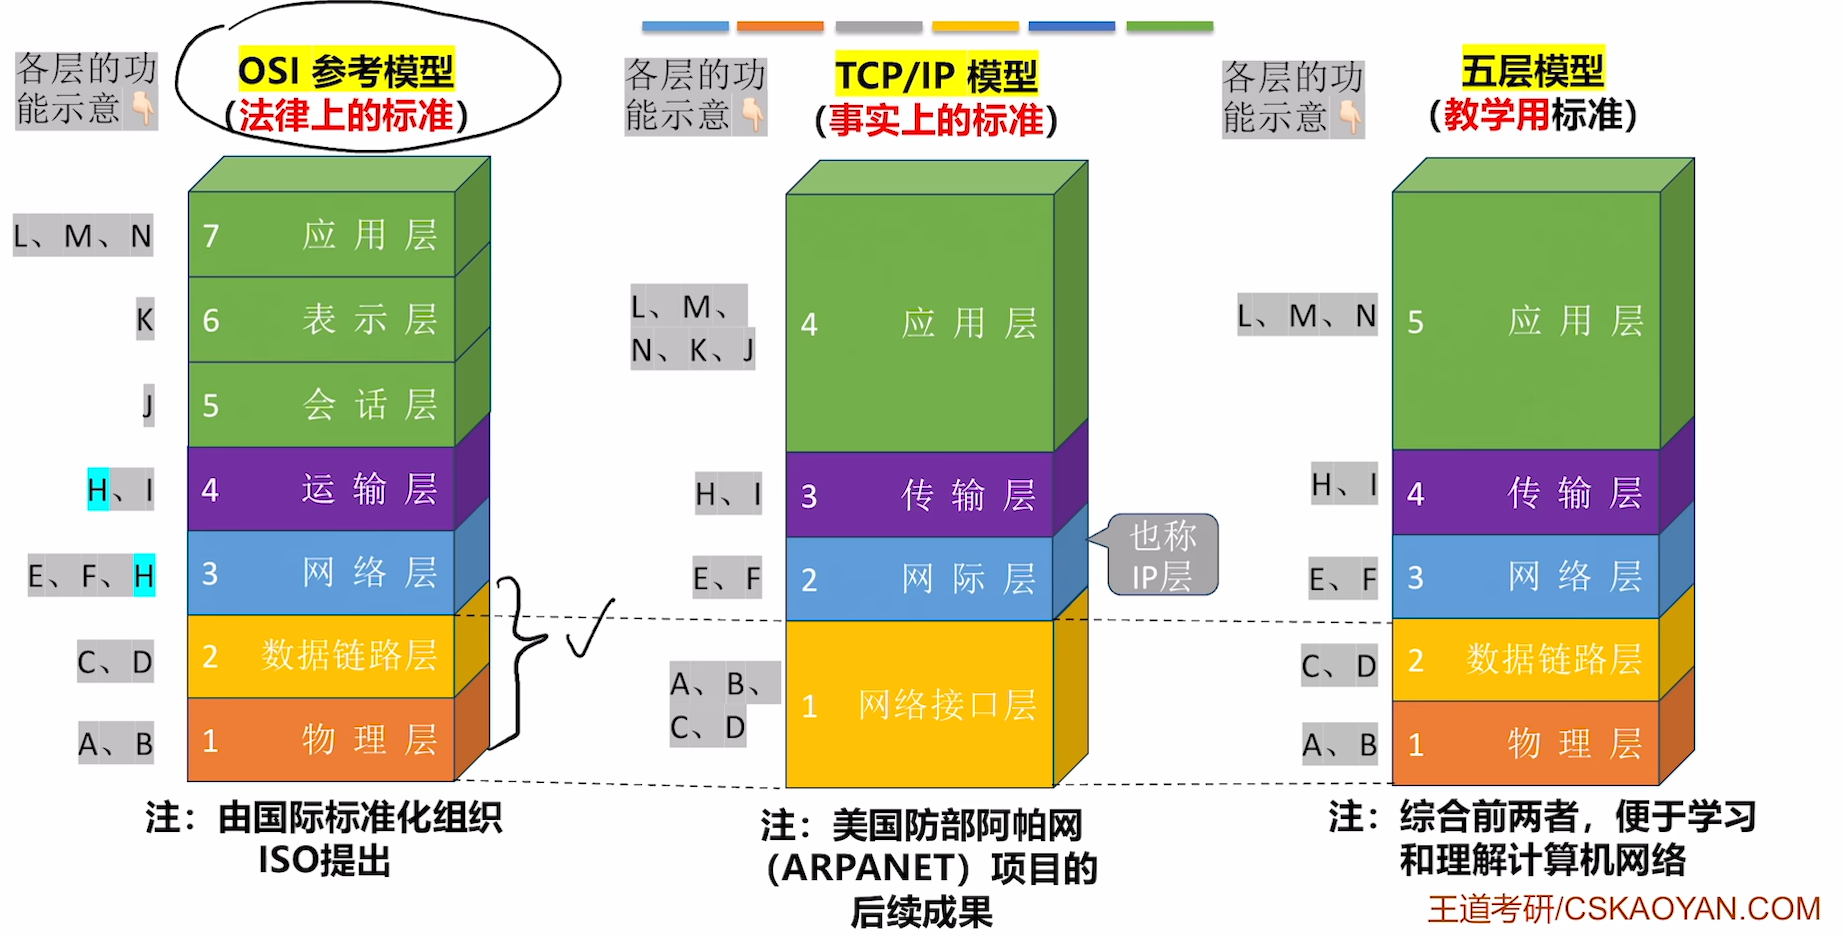 各层的功
能示意👇🏻
OSI 参考模型
(法律上的标准)
L、M、N
7 应用层
K
6 表示层
J
5 会话层
H、I
4 运输层
E、F、H
3 网络层
C、D
2 数据链路层
A、B
1 物理层
注：由国际标准化组织
ISO提出
各层的功
能示意👇🏻
TCP/IP 模型
(事实上的标准)
L、M、
N、K、J
4 应用层
H、I
3 传输层
也称
IP层
E、F
2 网际层
A、B、
C、D
1 网络接口层
注：美国防部阿帕网
（ARPANET）项目的
后续成果
各层的功
能示意👇🏻
五层模型
(教学用标准)
L、M、N
5 应用层
H、I
4 传输层
E、F
3 网络层
C、D
2 数据链路层
A、B
1 物理层
注：综合前两者，便于学习
和理解计算机网络
王道考研/CSKAOYAN.COM